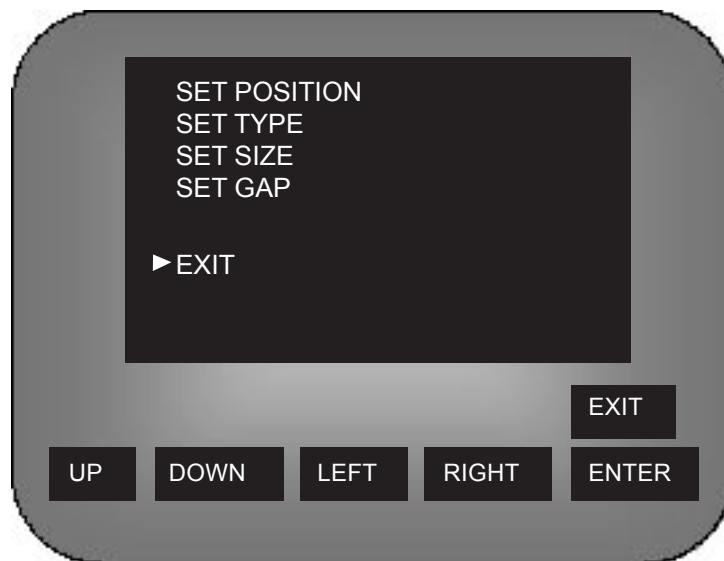 SET POSITION
SET TYPE
SET SIZE
SET GAP
EXIT
EXIT
UP DOWN LEFT RIGHT ENTER